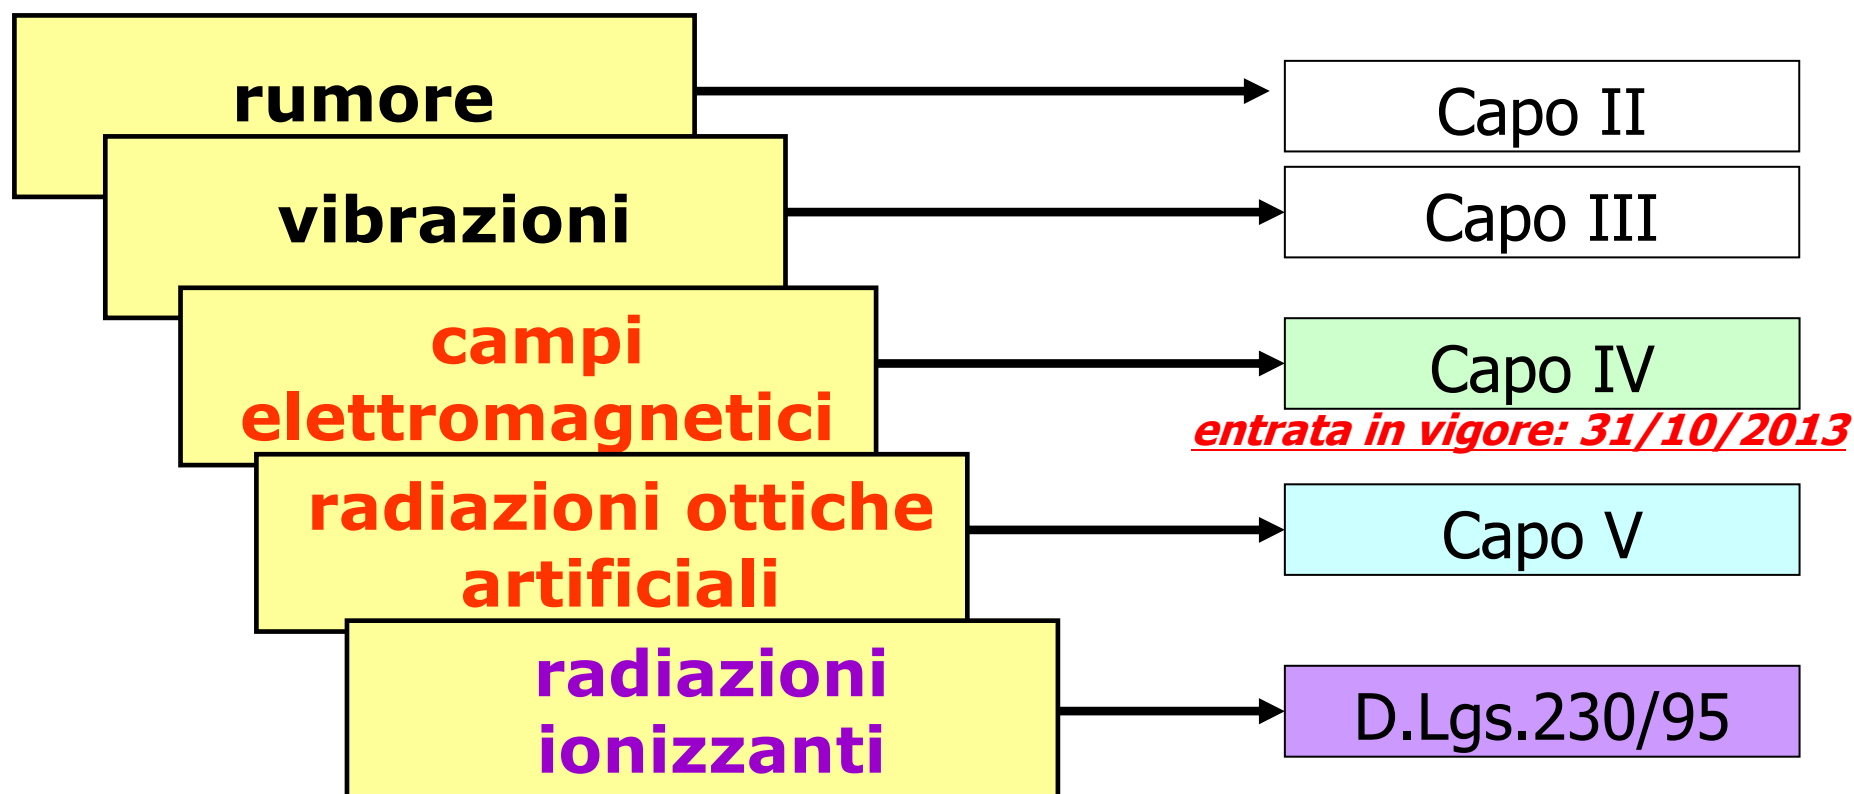 rumore
Capo II
vibrazioni
Capo III
campi
elettromagnetici
Capo IV
entrata in vigore: 31/10/2013
radiazioni ottiche
artificiali
Capo V
radiazioni
ionizzanti
D.Lgs.230/95